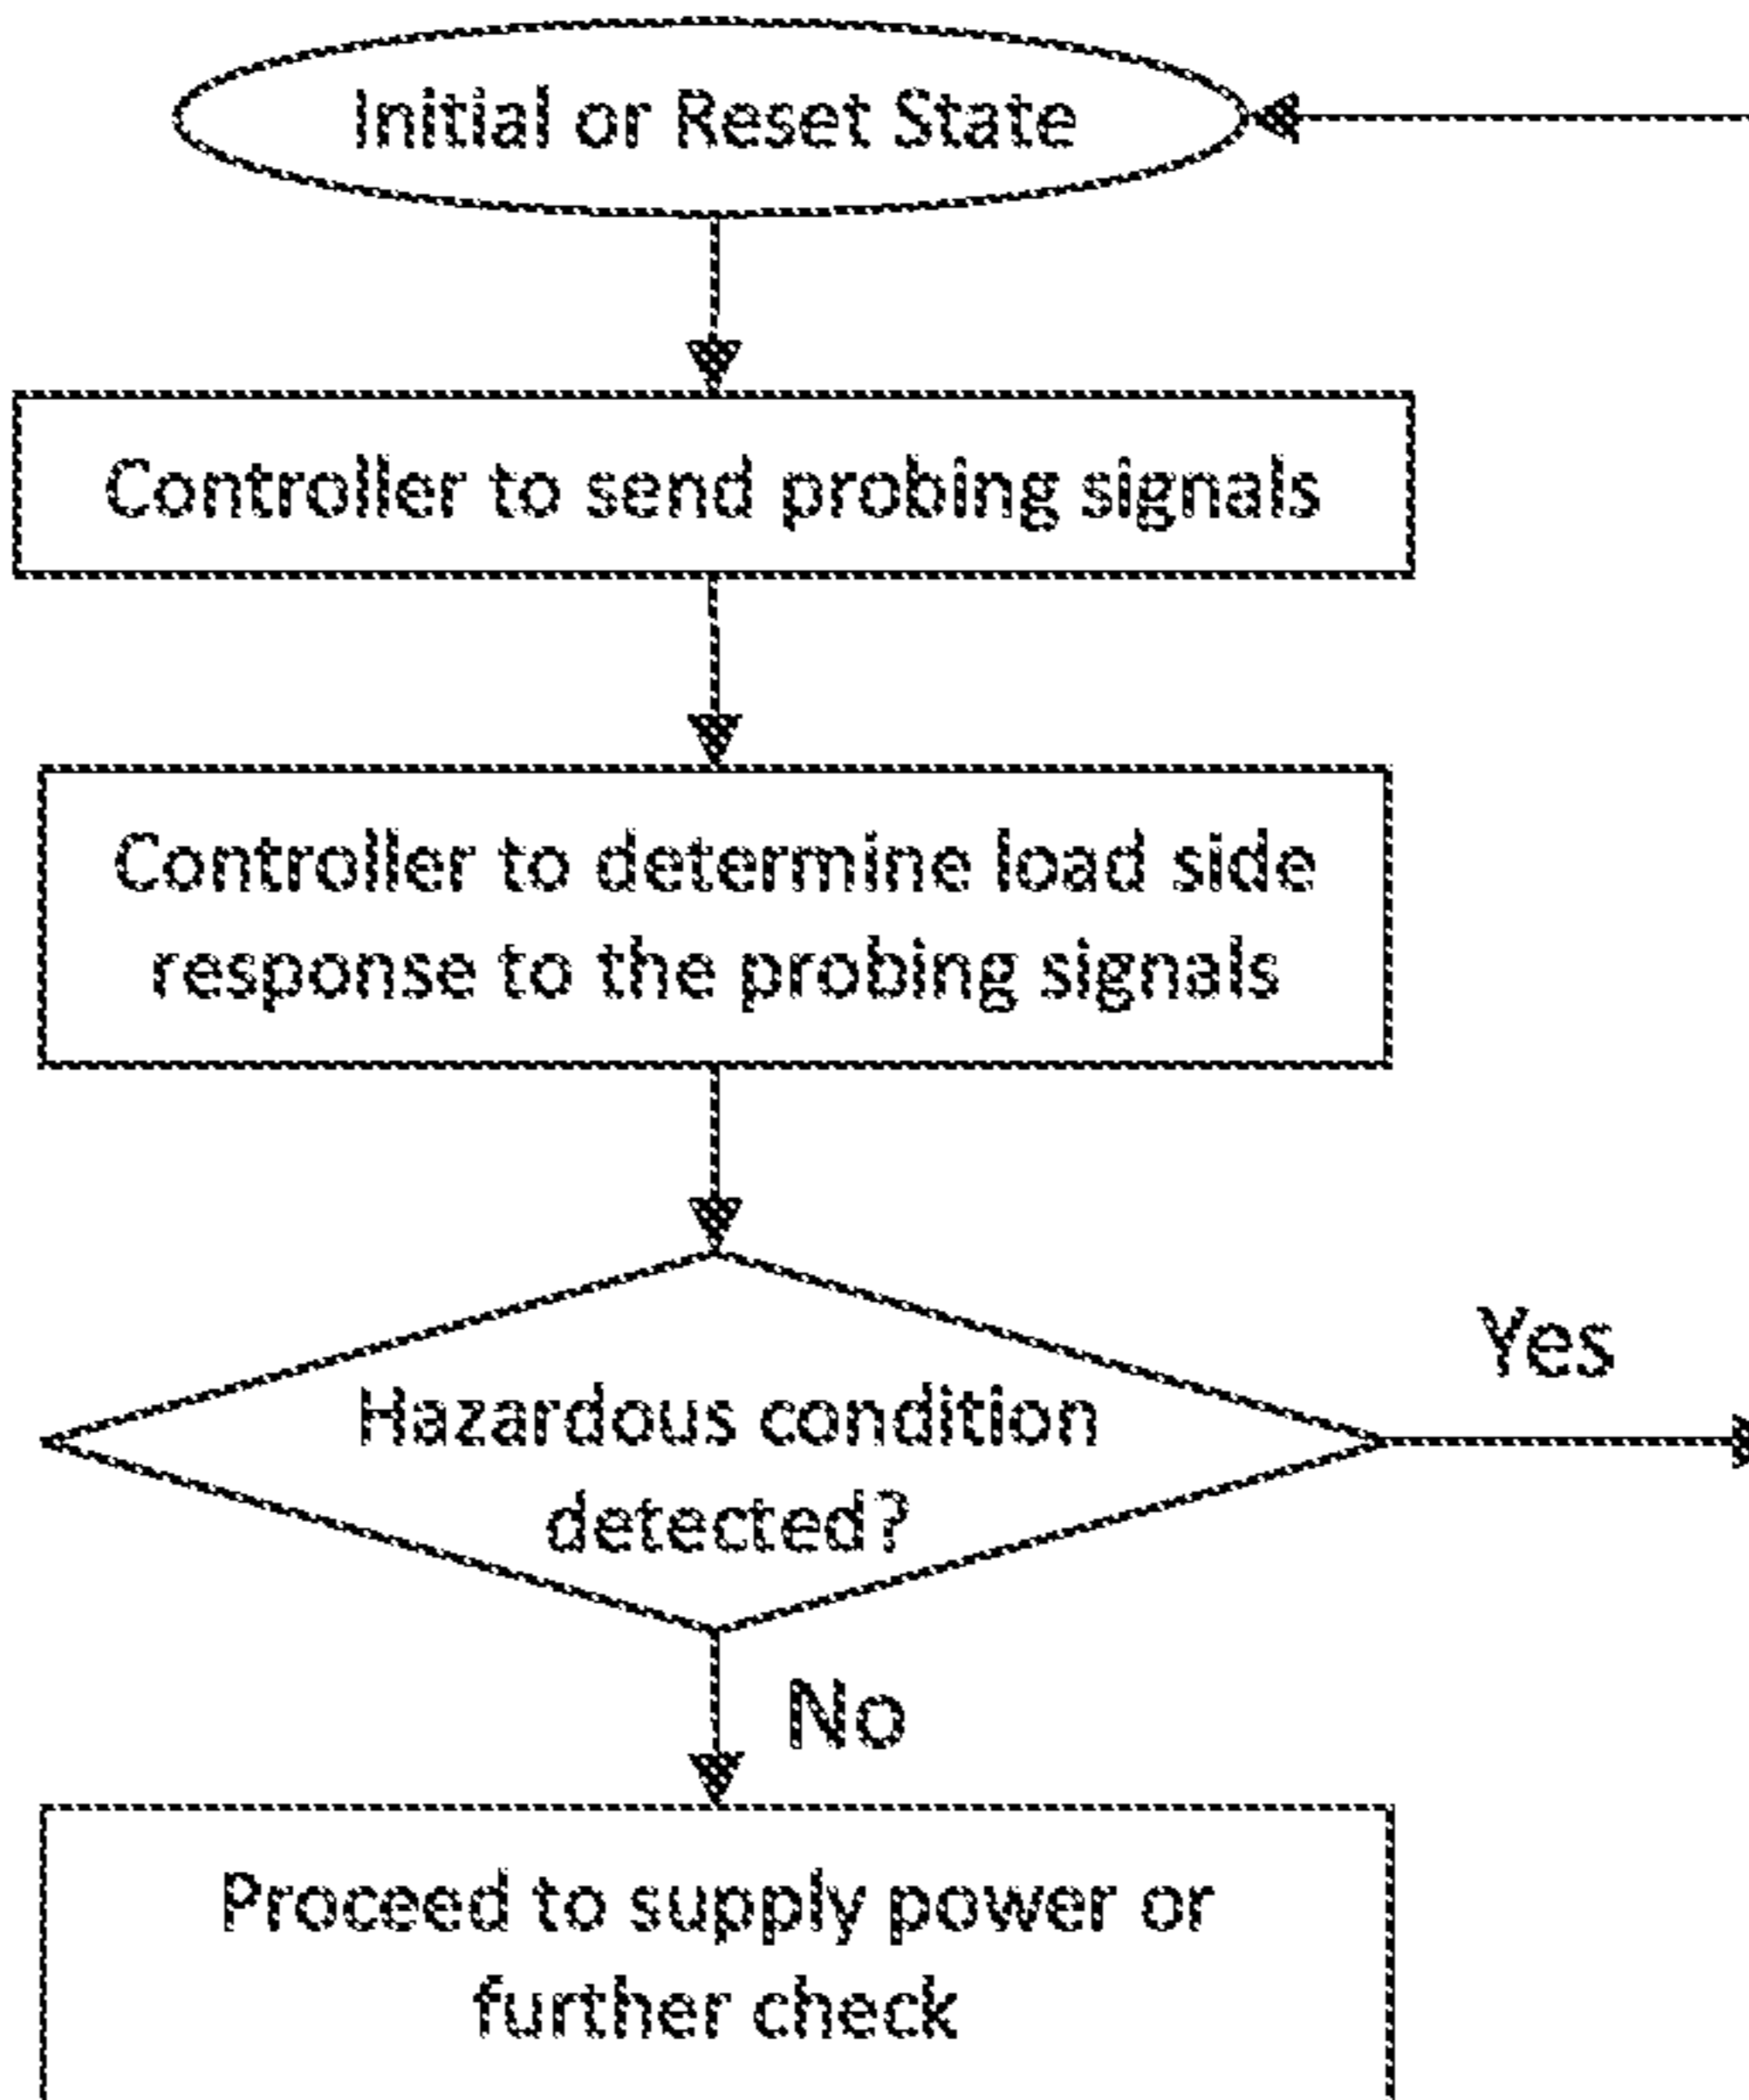 Initial or Reset State
Controller to send probing signals
Controller to determine load side
response to the probing signals
Hazardous condition
detected?
Yes
No
Proceed to supply power or
further check